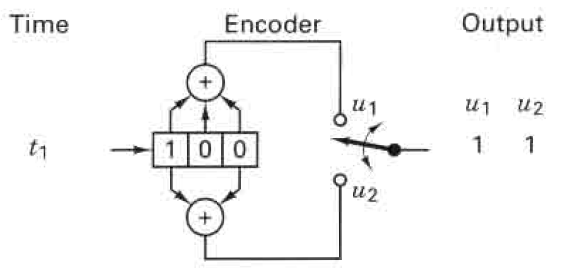 Time Encoder Output
+
u1 u1 u2
t1 1 0 0 1 1
u2
+